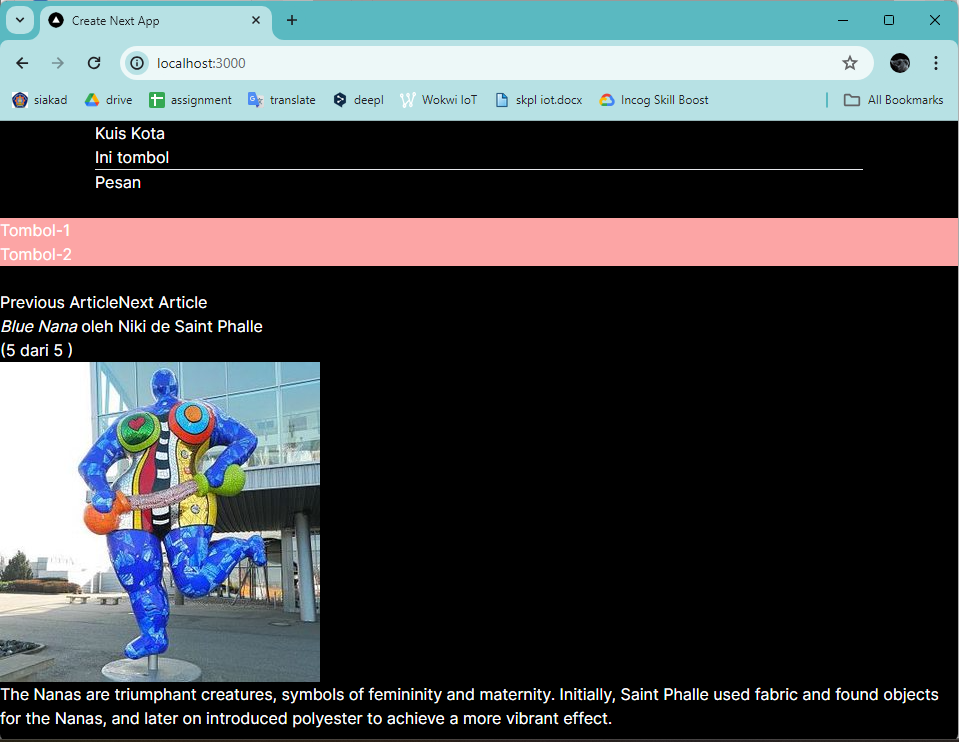 Create Next App
localhost:3000
siakad drive assignment translate deepl Wokwi IoT skpl iot.docx Incog Skill Boost All Bookmarks
Kuis Kota
Ini tombol
Pesan
Tombol-1
Tombol-2
Previous ArticleNext Article
Blue Nana oleh Niki de Saint Phalle
(5 dari 5 )
The Nanas are triumphant creatures, symbols of femininity and maternity. Initially, Saint Phalle used fabric and found objects
for the Nanas, and later on introduced polyester to achieve a more vibrant effect.